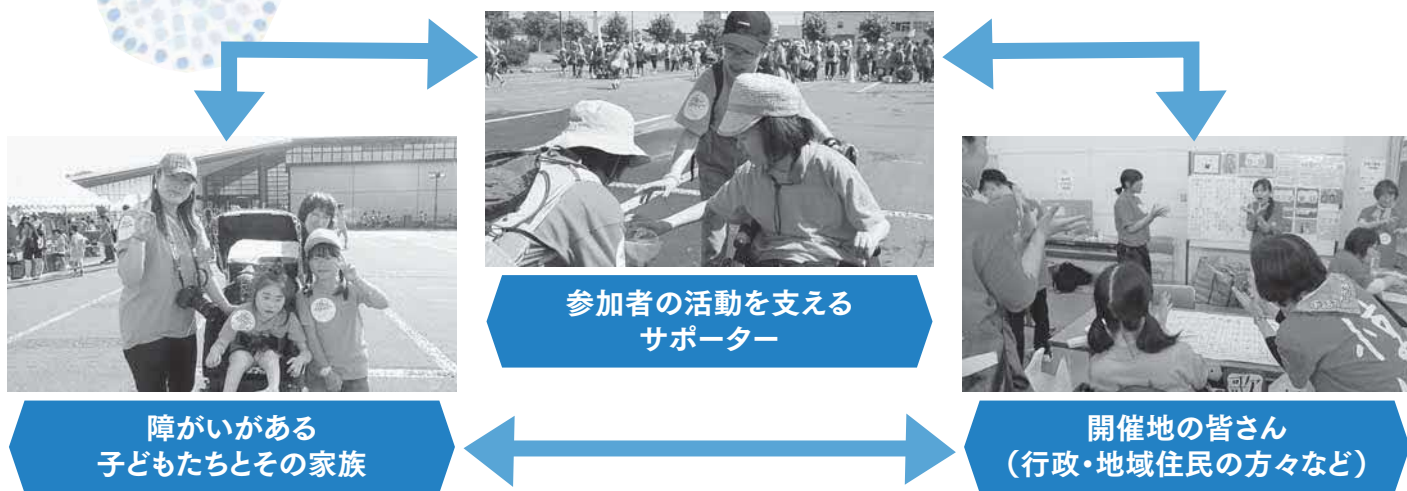 参加者の活動を支える
サポーター
障がいがある
子どもたちとその家族
開催地の皆さん
（行政・地域住民の方々など）